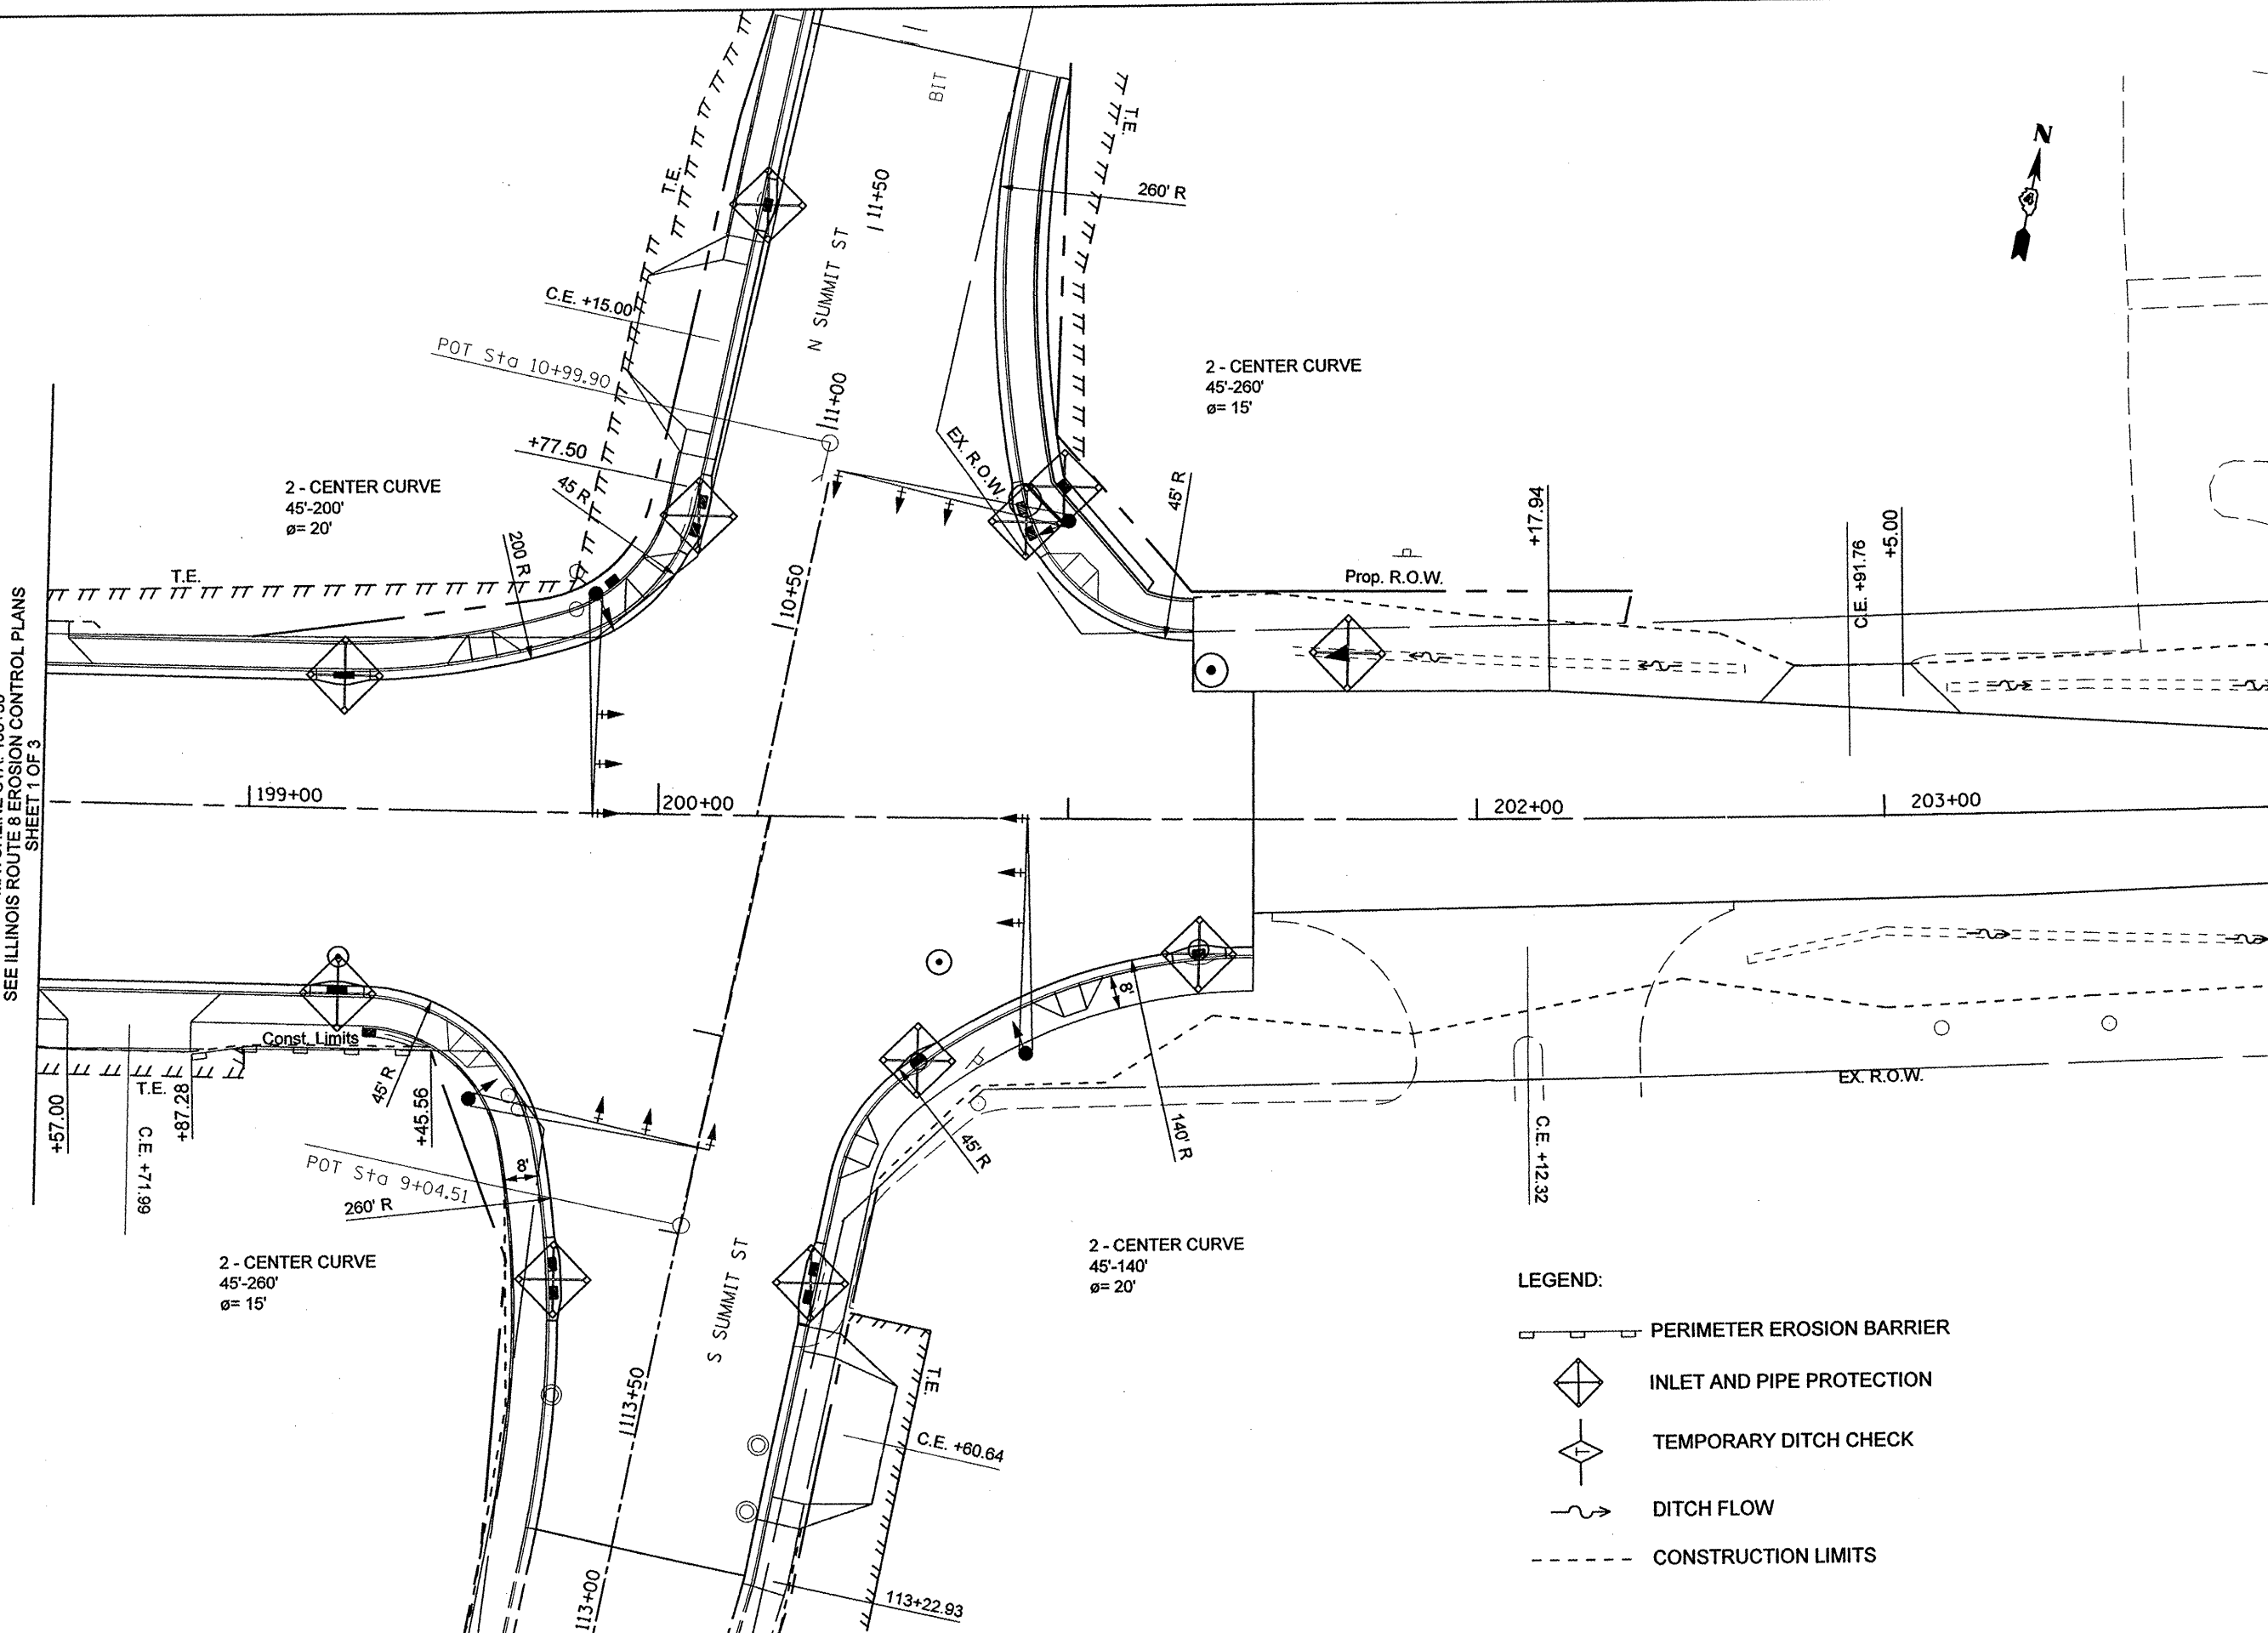 BIT
T.E.
T.E.
260' R
N
11+50
N SUMMIT ST
C.E. +15.00'
POT Sta 10+99.90
11+00
2 - CENTER CURVE
45'-260'
ø= 15'
+77.50
EX. R.O.W.
45 R
45' R
2 - CENTER CURVE
45'-200'
ø= 20'
200 R
+17.94
C.E. +91.76
+5.00
T.E.
10+50
Prop. R.O.W.
SEE ILLINOIS ROUTE 8 EROSION CONTROL PLANS
SHEET 1 OF 3
199+00
200+00
202+00
203+00
8'
Const. Limits
T.E.
45' R
+57.00
C.E. +71.99
+87.28
+45.56
EX. R.O.W.
140' R
45' R
C.E. +12.32
POT Sta 9+04.51
8'
260' R
2 - CENTER CURVE
45'-260'
ø= 15'
S SUMMIT ST
2 - CENTER CURVE
45'-140'
ø= 20'
T.E.
113+50
C.E. +60.64
113+00
113+22.93
LEGEND:
PERIMETER EROSION BARRIER
INLET AND PIPE PROTECTION
T
TEMPORARY DITCH CHECK
DITCH FLOW
CONSTRUCTION LIMITS